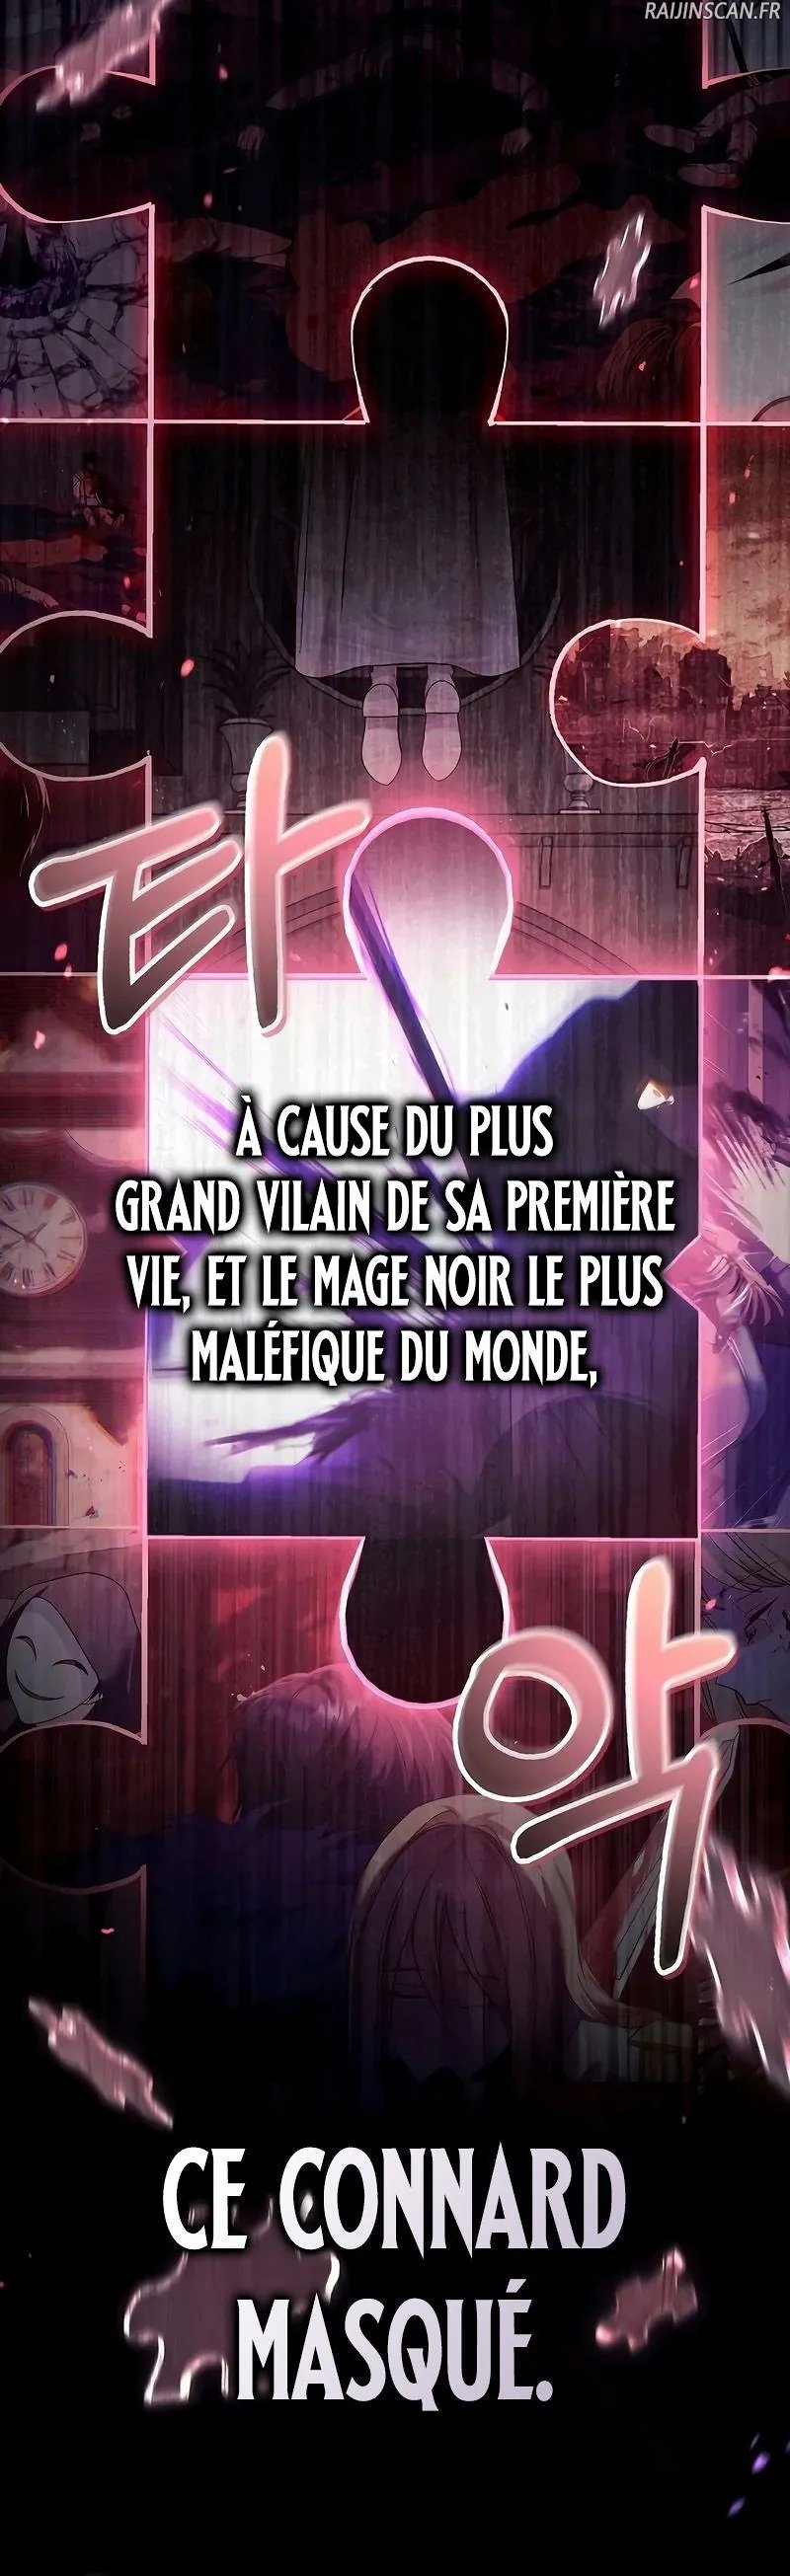 RAIJINSCAN.FR
타
À CAUSE DU PLUS
GRAND VILAIN DE SA PREMIÈRE
VIE, ET LE MAGE NOIR LE PLUS
MALÉFIQUE DU MONDE,
악
CE CONNARD
MASQUÉ.